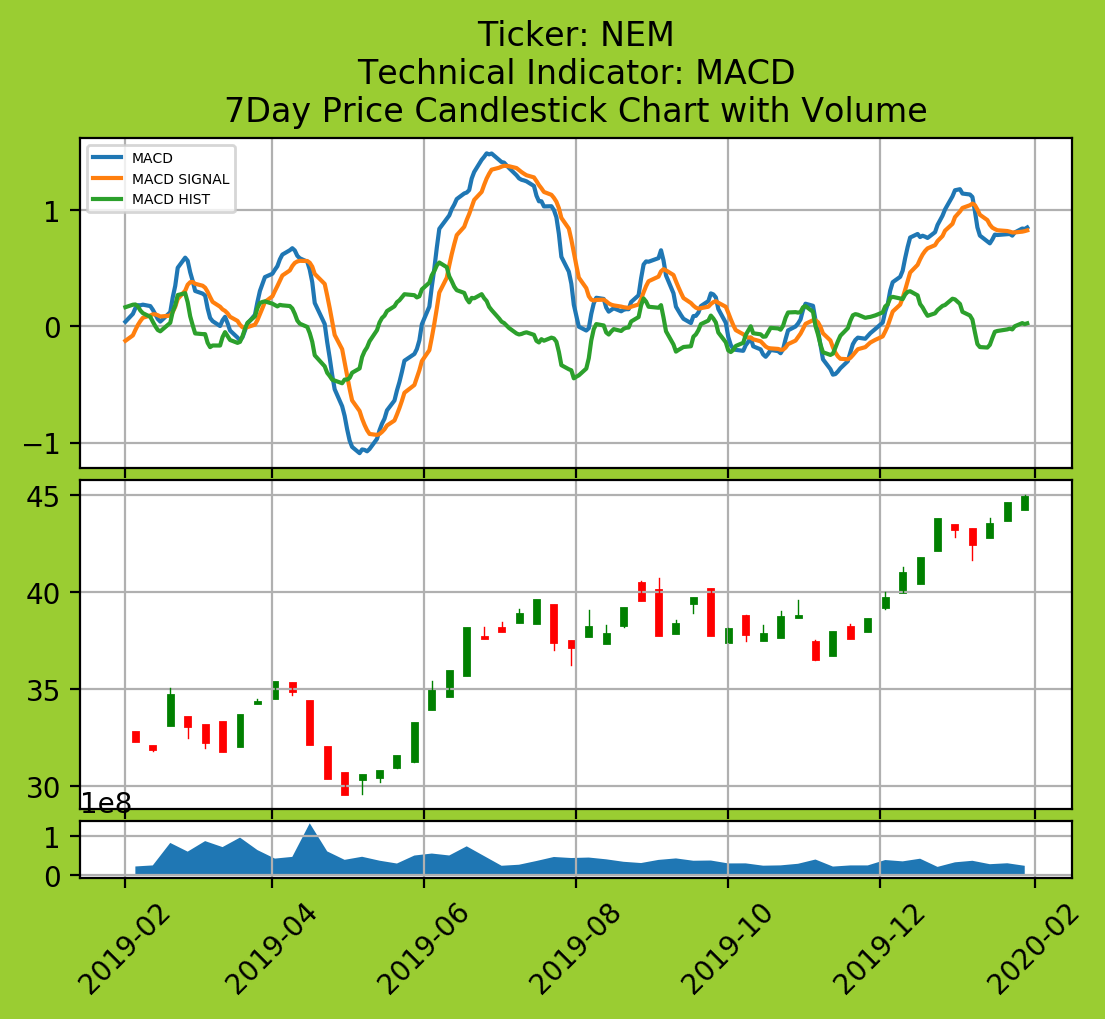 Ticker: NEM
Technical Indicator: MACD
7Day Price Candlestick Chart with Volume
MACD
MACD SIGNAL
MACD HIST
1
0
−1
45
40
35
30
1e8
1
0
2019-02
2019-04
2019-06
2019-08
2019-10
2019-12
2020-02